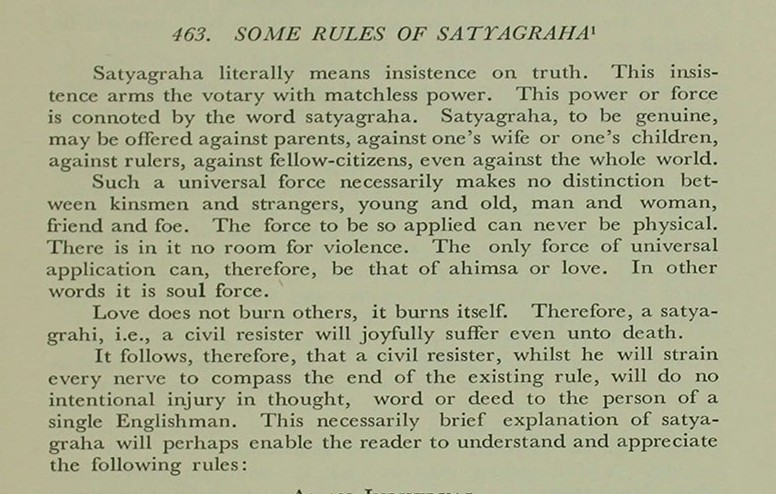 463. SOME RULES OF SATYAGRAHA¹
Satyagraha literally means insistence on truth. This insis-
tence arms the votary with matchless power. This power or force
is connoted by the word satyagraha. Satyagraha, to be genuine,
may be offered against parents, against one's wife or one's children,
against rulers, against fellow-citizens, even against the whole world.
Such a universal force necessarily makes no distinction bet-
ween kinsmen and strangers, young and old, man and woman,
friend and foe. The force to be so applied can never be physical.
There is in it no room for violence. The only force of universal
application can, therefore, be that of ahimsa or love. In other
words it is soul force.
Love does not burn others, it burns itself. Therefore, a satya-
grahi, i.e., a civil resister will joyfully suffer even unto death.
It follows, therefore, that a civil resister, whilst he will strain
every nerve to compass the end of the existing rule, will do no
intentional injury in thought, word or deed to the person of a
single Englishman. This necessarily brief explanation of satya-
graha will perhaps enable the reader to understand and appreciate
the following rules: